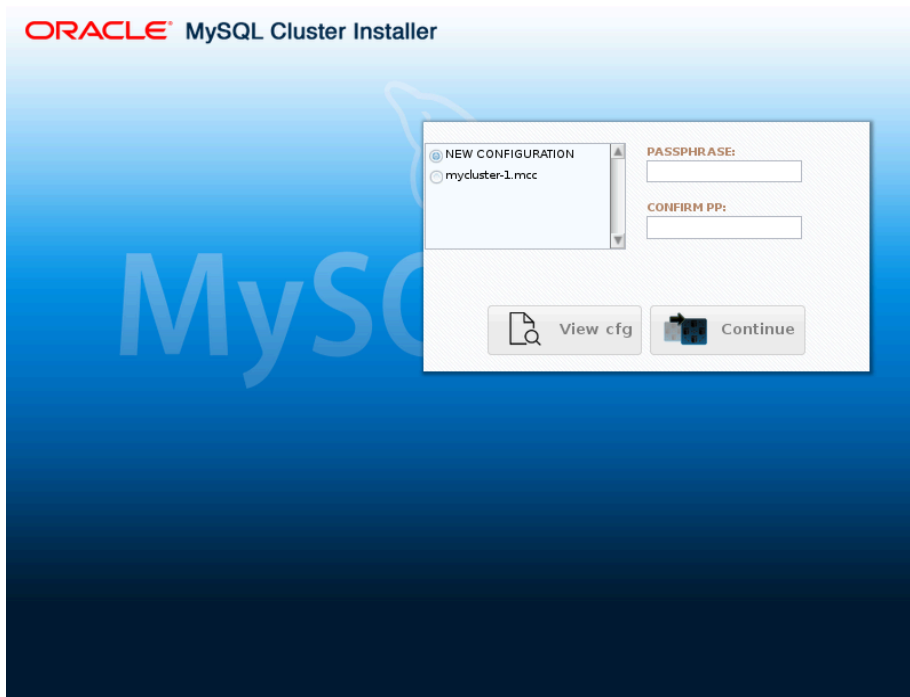 ORACLE® MySQL Cluster Installer
NEW CONFIGURATION
mycluster-1.mcc
PASSPHRASE:
CONFIRM PP:
MySQ
View cfg
Continue